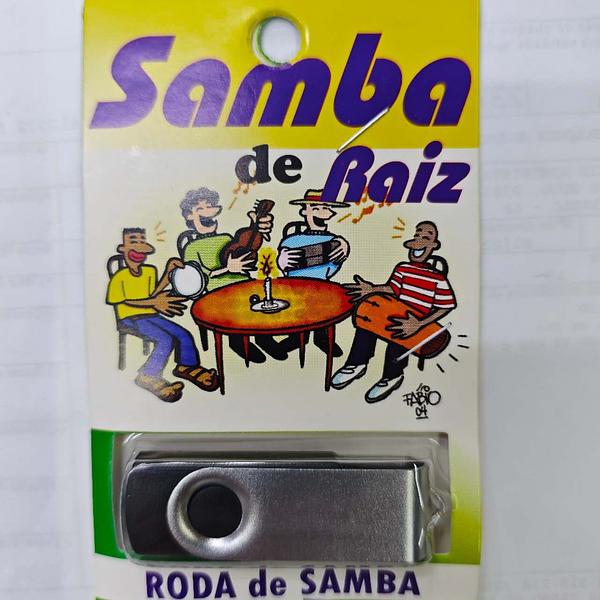 Samba
de Raiz
FABIO
04
RODA de SAMBA